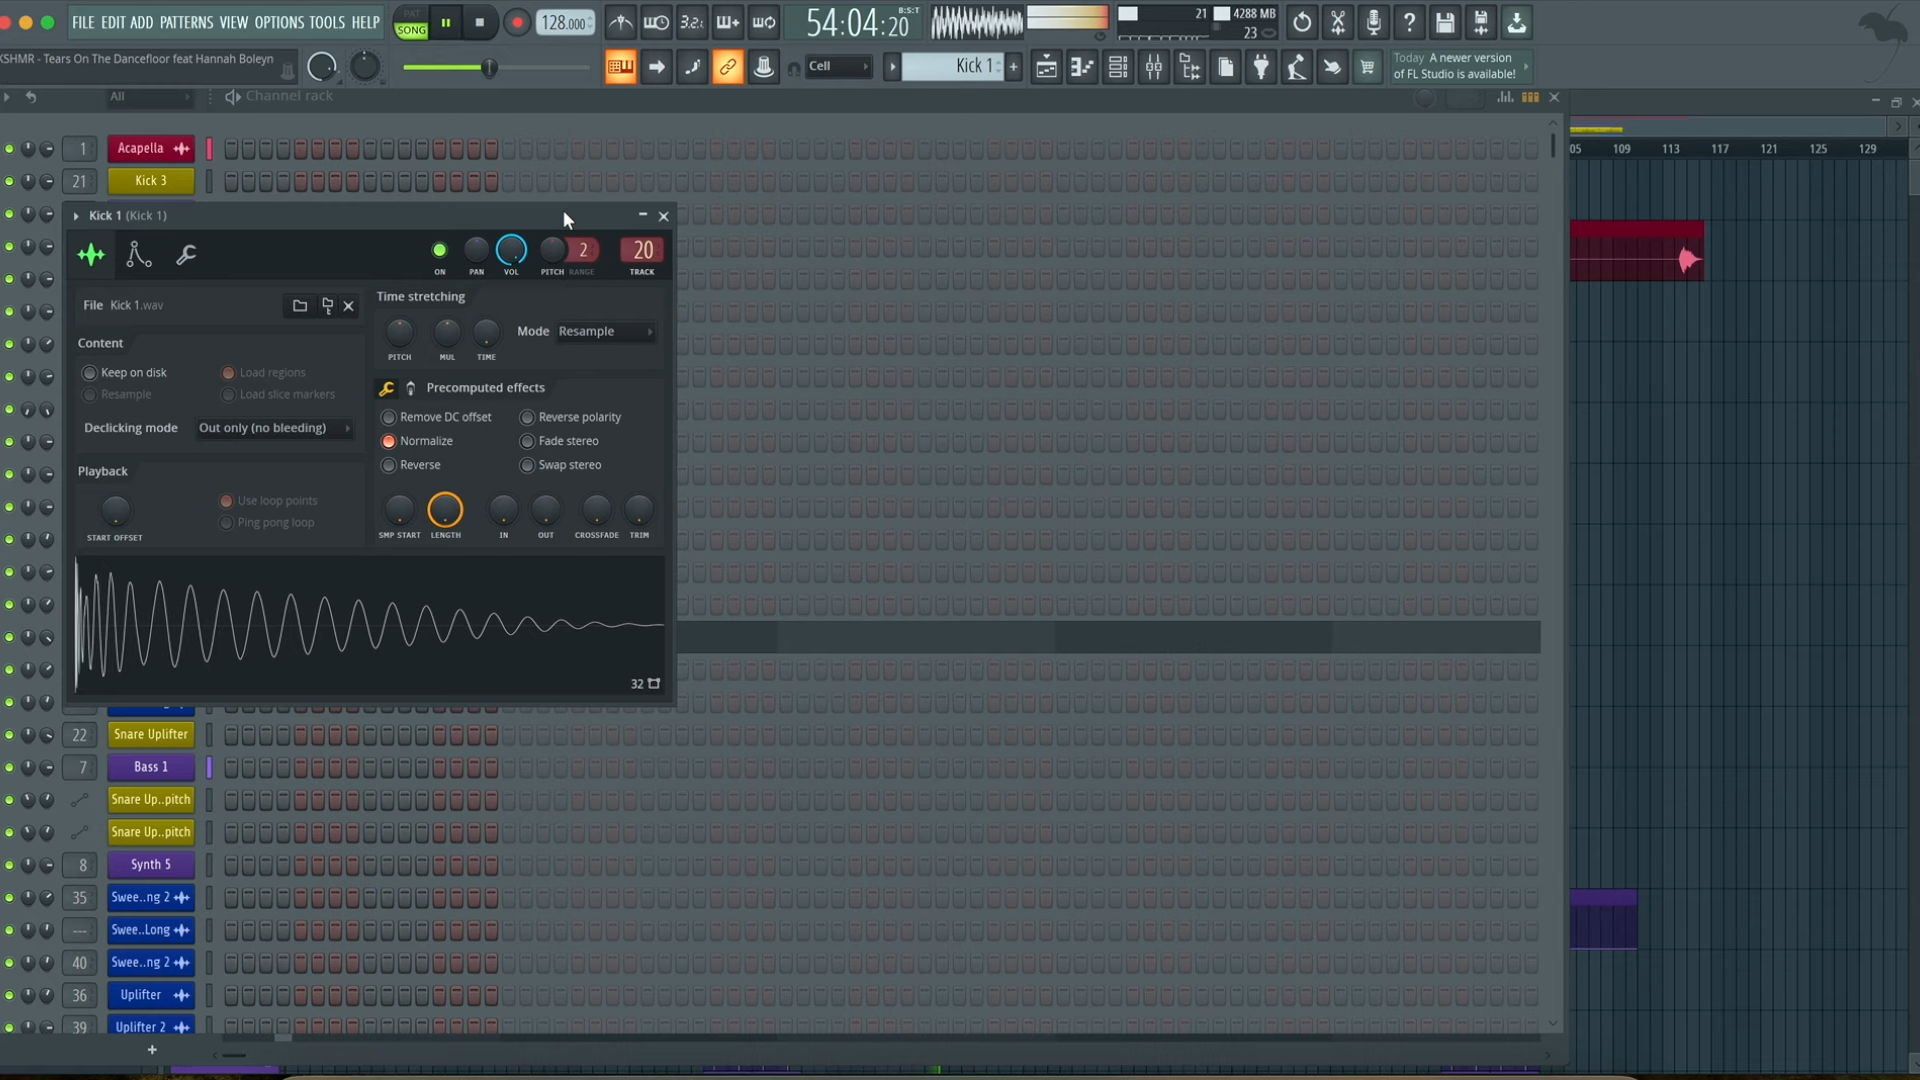 FILE EDIT ADD PATTERNS VIEW OPTIONS TOOLS HELP
PAT
SONG
128.000
3.2.
54:04:20
B:S:T
21
4288 MB
23
KSHMR - Tears On The Dancefloor feat Hannah Boleyn
Cell
Kick 1
Today A newer version
of FL Studio is available!
All
Channel rack
05 109 113 117 121 125 129
1 Acapella
21 Kick 3
Kick 1 (Kick 1)
2
20
ON PAN VOL PITCH RANGE TRACK
File Kick 1.wav
Time stretching
Mode Resample
PITCH MUL TIME
Content
Keep on disk
Load regions
Resample
Load slice markers
Declicking mode Out only (no bleeding)
Precomputed effects
Remove DC offset
Reverse polarity
Normalize
Fade stereo
Reverse
Swap stereo
Playback
Use loop points
Ping pong loop
START OFFSET
SMP START LENGTH IN OUT CROSSFADE TRIM
32
22 Snare Uplifter
7 Bass 1
Snare Up..pitch
Snare Up..pitch
8 Synth 5
35 Swee..ng 2
--- Swee..Long
40 Swee..ng 2
36 Uplifter
39 Uplifter 2
+